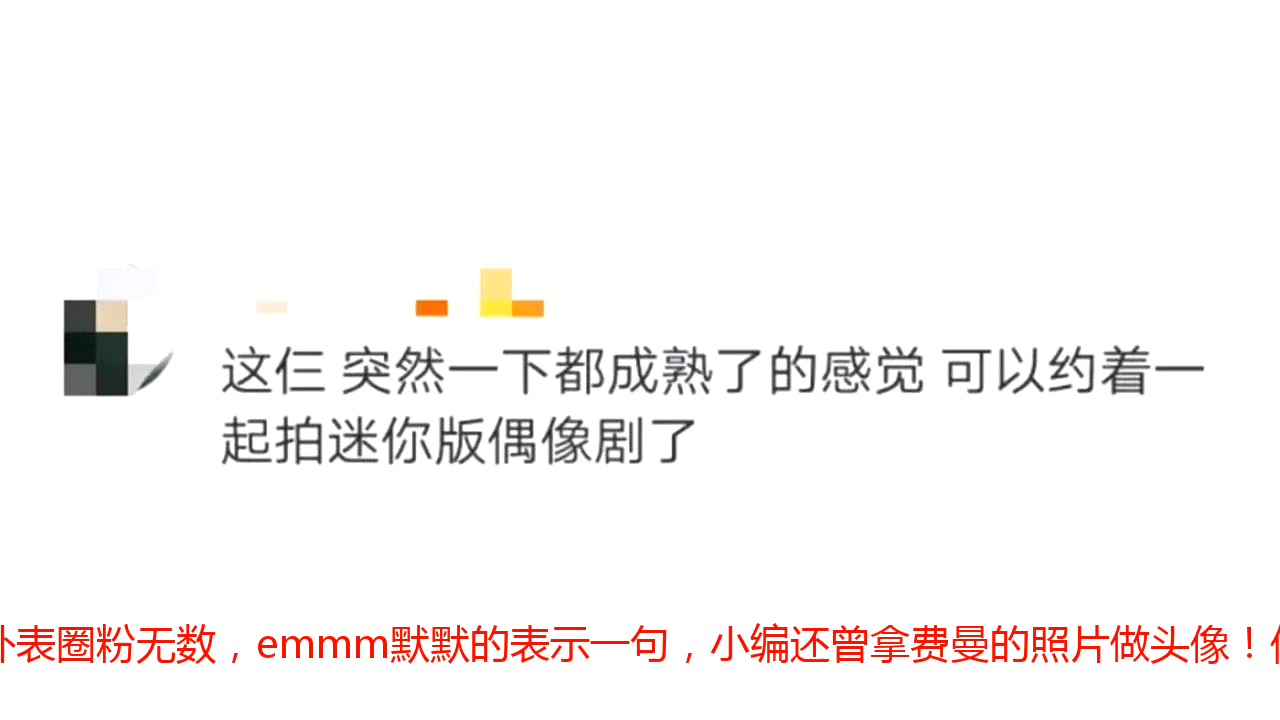 这仨 突然一下都成熟了的感觉 可以约着一
起拍迷你版偶像剧了
外表圈粉无数，emmm默默的表示一句，小编还曾拿费曼的照片做头像！